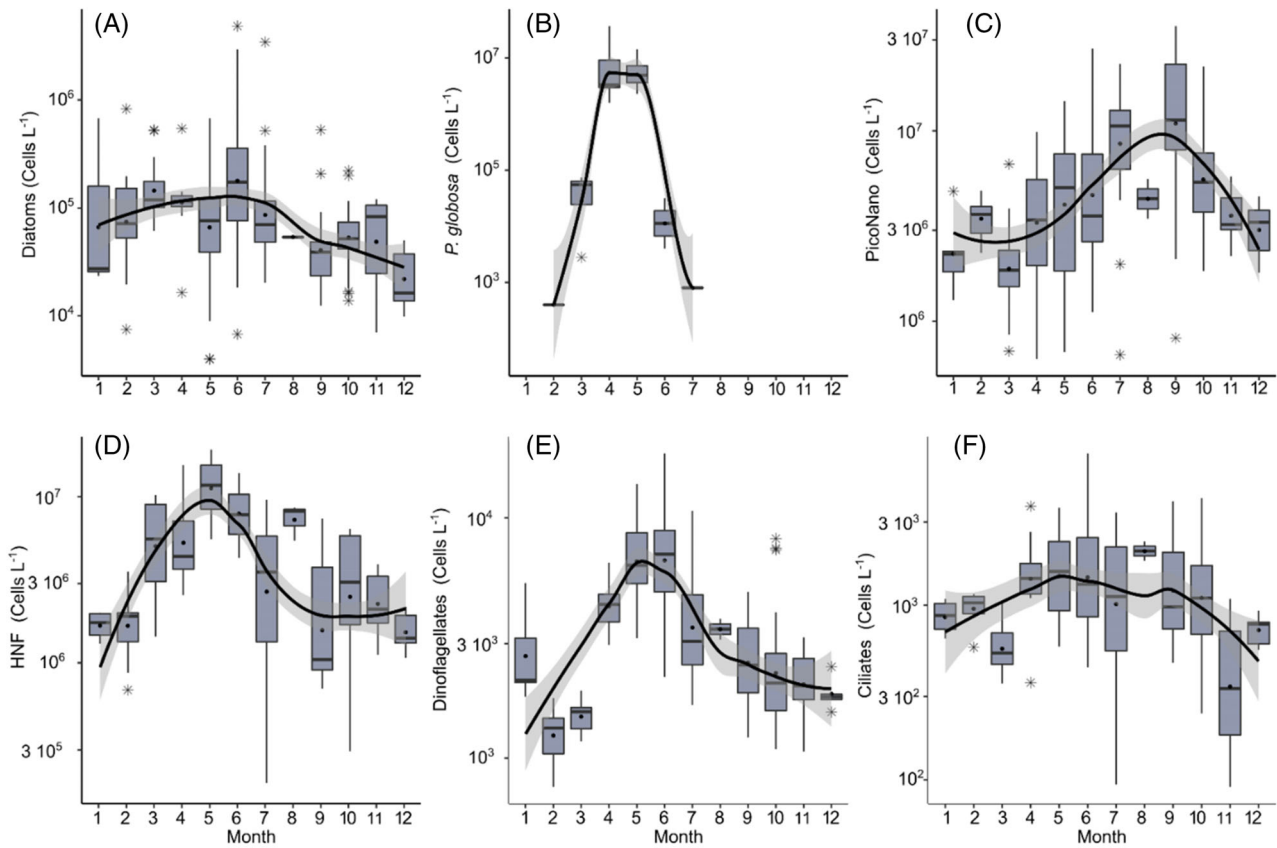 (A)
Diatoms (Cells L⁻¹)
10⁶
10⁵
10⁴
1 2 3 4 5 6 7 8 9 10 11 12
(B)
P. globosa (Cells L⁻¹)
10⁷
10⁵
10³
1 2 3 4 5 6 7 8 9 10 11 12
(C)
PicoNano (Cells L⁻¹)
3 10⁷
10⁷
3 10⁶
10⁶
1 2 3 4 5 6 7 8 9 10 11 12
(D)
HNF (Cells L⁻¹)
10⁷
3 10⁶
10⁶
3 10⁵
1 2 3 4 5 6 7 8 9 10 11 12
Month
(E)
Dinoflagellates (Cells L⁻¹)
10⁴
3 10³
10³
1 2 3 4 5 6 7 8 9 10 11 12
Month
(F)
Ciliates (Cells L⁻¹)
3 10³
10³
3 10²
10²
1 2 3 4 5 6 7 8 9 10 11 12
Month